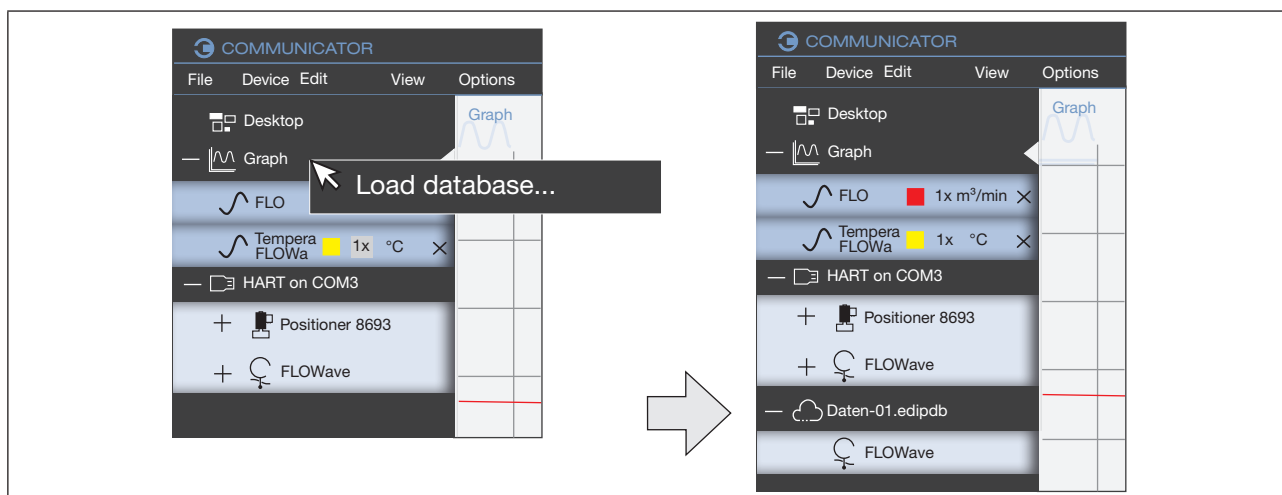 COMMUNICATOR
File Device Edit View Options
Desktop
Graph
Graph
Load database...
FLO
Tempera
FLOWa
1x °C
HART on COM3
Positioner 8693
FLOWave
COMMUNICATOR
File Device Edit View Options
Desktop
Graph
Graph
FLO 1x m³/min
Tempera
FLOWa
1x °C
HART on COM3
Positioner 8693
FLOWave
Daten-01.edipdb
FLOWave